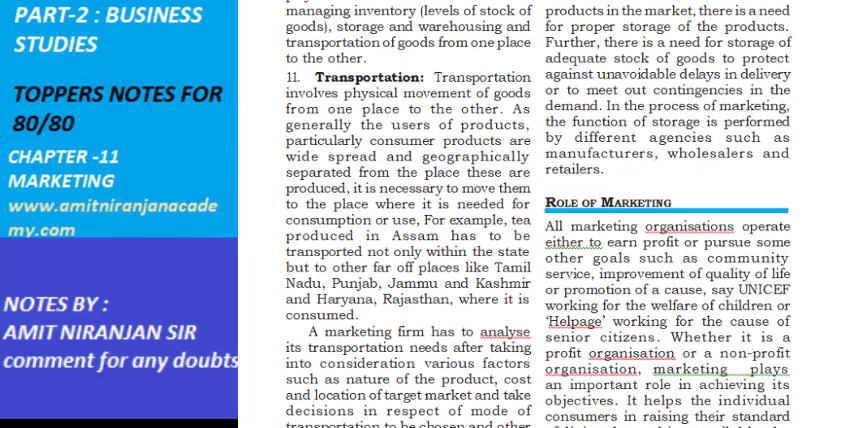 PART-2 : BUSINESS
STUDIES
TOPPERS NOTES FOR
80/80
CHAPTER -11
MARKETING
www.amitniranjanacade
my.com
NOTES BY :
AMIT NIRANJAN SIR
comment for any doubts
managing inventory (levels of stock of
goods), storage and warehousing and
transportation of goods from one place
to the other.
11. Transportation: Transportation
involves physical movement of goods
from one place to the other. As
generally the users of products,
particularly consumer products are
wide spread and geographically
separated from the place these are
produced, it is necessary to move them
to the place where it is needed for
consumption or use, For example, tea
produced in Assam has to be
transported not only within the state
but to other far off places like Tamil
Nadu, Punjab, Jammu and Kashmir
and Haryana, Rajasthan, where it is
consumed.
A marketing firm has to analyse
its transportation needs after taking
into consideration various factors
such as nature of the product, cost
and location of target market and take
decisions in respect of mode of
transportation to be chosen and other
products in the market, there is a need
for proper storage of the products.
Further, there is a need for storage of
adequate stock of goods to protect
against unavoidable delays in delivery
or to meet out contingencies in the
demand. In the process of marketing,
the function of storage is performed
by different agencies such as
manufacturers, wholesalers and
retailers.
ROLE OF MARKETING
All marketing organisations operate
either to earn profit or pursue some
other goals such as community
service, improvement of quality of life
or promotion of a cause, say UNICEF
working for the welfare of children or
‘Helpage’ working for the cause of
senior citizens. Whether it is a
profit organisation or a non-profit
organisation, marketing plays
an important role in achieving its
objectives. It helps the individual
consumers in raising their standard